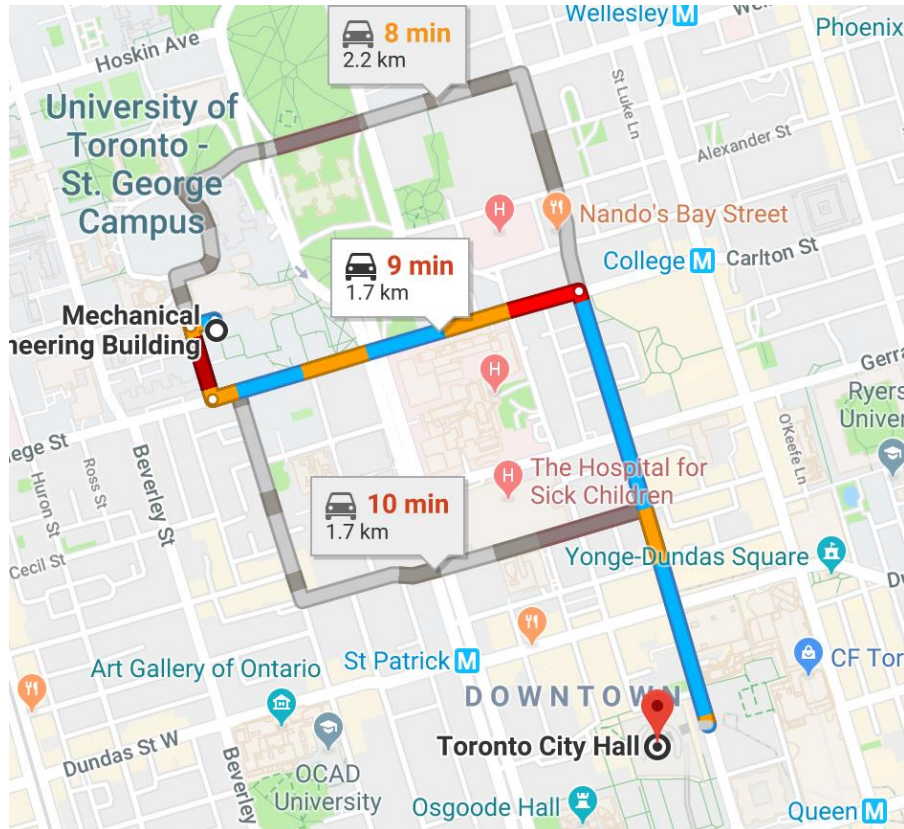 Wellesley M
We
Phoenix
Hoskin Ave
8 min
2.2 km
St Luke Ln
University of
Toronto -
St. George
Campus
Alexander St
H
Nando's Bay Street
9 min
1.7 km
College M
Carlton St
Mechanical
neering Building
Gerra
H
Ryers
Univer
O'Keefe Ln
lege St
Beverley St
Ross St
Huron St
The Hospital for
Sick Children
H
10 min
1.7 km
Cecil St
Yonge-Dundas Square
Du
St Patrick M
CF Tor
Art Gallery of Ontario
DOWNTOWN
Toronto City Hall
Dundas St W
Beverley
OCAD
University
Osgoode Hall
Queen M